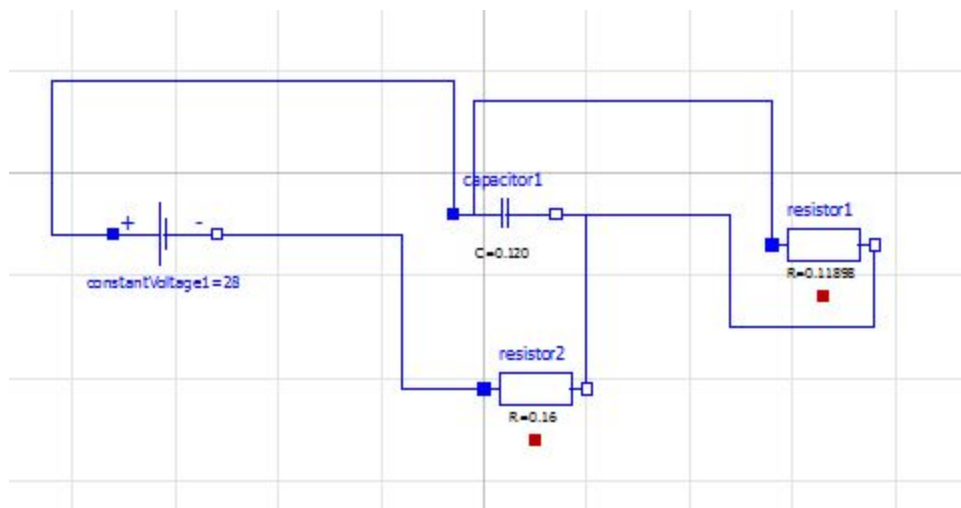 capacitor1
resistor1
+ -
C=0.120
R=0.11898
constantVoltage1=28
resistor2
R=0.16